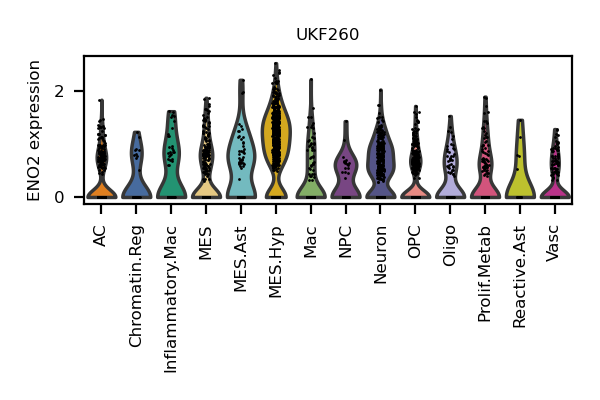 UKF260
ENO2 expression
2
0
AC
Chromatin.Reg
Inflammatory.Mac
MES
MES.Ast
MES.Hyp
Mac
NPC
Neuron
OPC
Oligo
Prolif.Metab
Reactive.Ast
Vasc